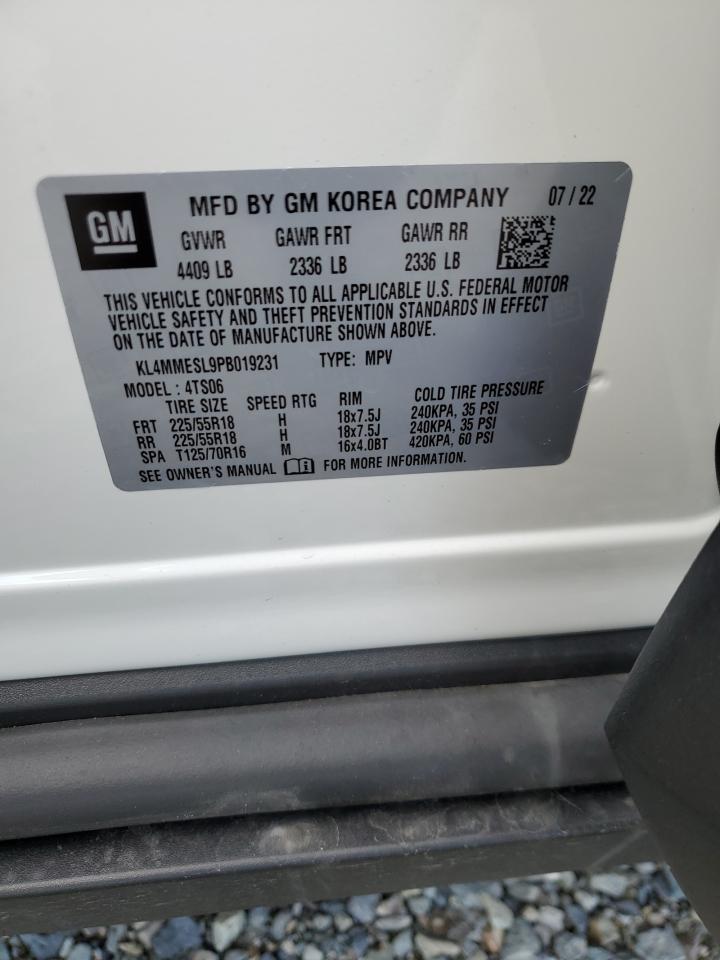 GM MFD BY GM KOREA COMPANY 07 / 22
GVWR GAWR FRT GAWR RR
4409 LB 2336 LB 2336 LB
THIS VEHICLE CONFORMS TO ALL APPLICABLE U.S. FEDERAL MOTOR
VEHICLE SAFETY AND THEFT PREVENTION STANDARDS IN EFFECT
ON THE DATE OF MANUFACTURE SHOWN ABOVE.
KL4MMESL9PB019231 TYPE: MPV
MODEL : 4TS06
TIRE SIZE SPEED RTG RIM COLD TIRE PRESSURE
FRT 225/55R18 H 18x7.5J 240KPA, 35 PSI
RR 225/55R18 H 18x7.5J 240KPA, 35 PSI
SPA T125/70R16 M 16x4.0BT 420KPA, 60 PSI
SEE OWNER'S MANUAL FOR MORE INFORMATION.